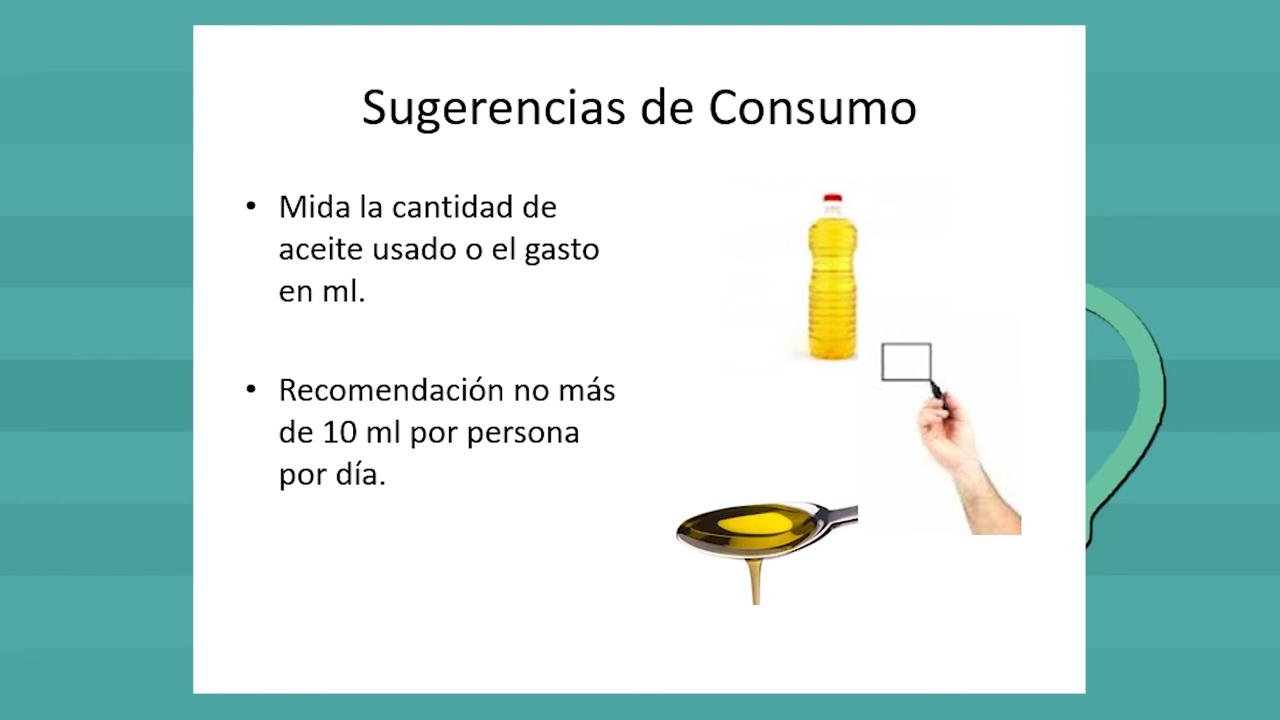 Sugerencias de Consumo
• Mida la cantidad de
aceite usado o el gasto
en ml.
• Recomendación no más
de 10 ml por persona
por día.